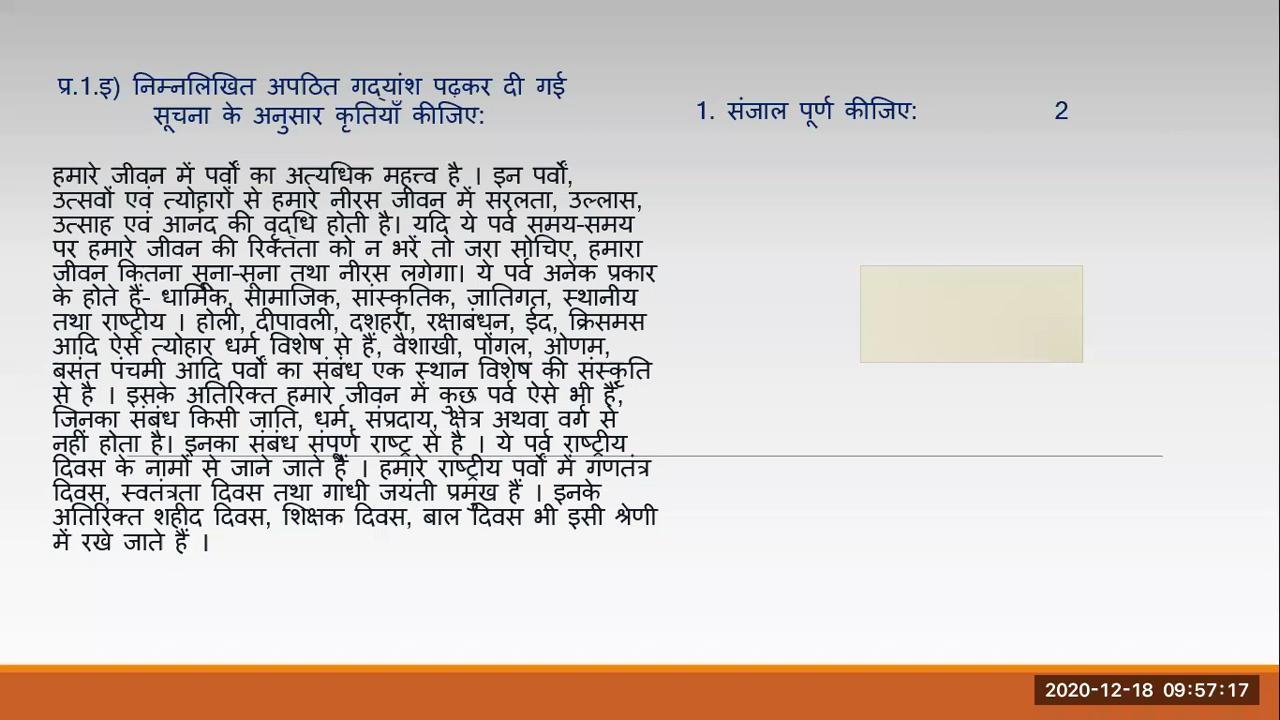 प्र.1.इ) निम्नलिखित अपठित गद्यांश पढ़कर दी गई
सूचना के अनुसार कृतियाँ कीजिए:
हमारे जीवन में पर्वों का अत्यधिक महत्त्व है । इन पर्वों,
उत्सवों एवं त्योहारों से हमारे नीरस जीवन में सरलता, उल्लास,
उत्साह एवं आनंद की वृद्धि होती है। यदि ये पर्व समय-समय
पर हमारे जीवन की रिक्तता को न भरें तो जरा सोचिए, हमारा
जीवन कितना सूना-सूना तथा नीरस लगेगा। ये पर्व अनेक प्रकार
के होते हैं- धार्मिक, सामाजिक, सांस्कृतिक, जातिगत, स्थानीय
तथा राष्ट्रीय । होली, दीपावली, दशहरा, रक्षाबंधन, ईद, क्रिसमस
आदि ऐसे त्योहार धर्म विशेष से हैं, वैशाखी, पोंगल, ओणम,
बसंत पंचमी आदि पर्वों का संबंध एक स्थान विशेष की संस्कृति
से है । इसके अतिरिक्त हमारे जीवन में कुछ पर्व ऐसे भी हैं,
जिनका संबंध किसी जाति, धर्म, संप्रदाय, क्षेत्र अथवा वर्ग से
नहीं होता है। इनका संबंध संपूर्ण राष्ट्र से है । ये पर्व राष्ट्रीय
दिवस के नामों से जाने जाते हैं । हमारे राष्ट्रीय पर्वों में गणतंत्र
दिवस, स्वतंत्रता दिवस तथा गांधी जयंती प्रमुख हैं । इनके
अतिरिक्त शहीद दिवस, शिक्षक दिवस, बाल दिवस भी इसी श्रेणी
में रखे जाते हैं ।
1. संजाल पूर्ण कीजिए: 2
2020-12-18 09:57:17